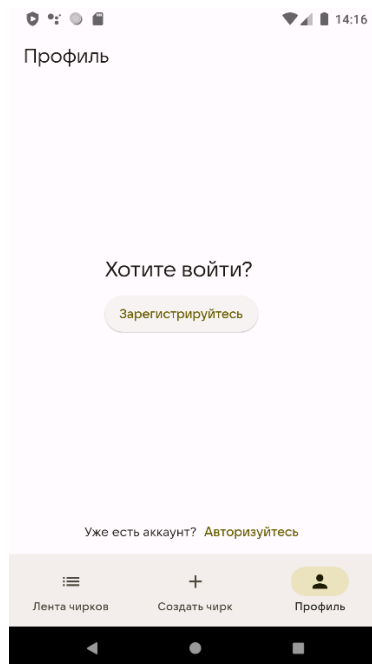 14:16
Профиль
Хотите войти?
Зарегистрируйтесь
Уже есть аккаунт? Авторизуйтесь
Лента чирков Создать чирк Профиль